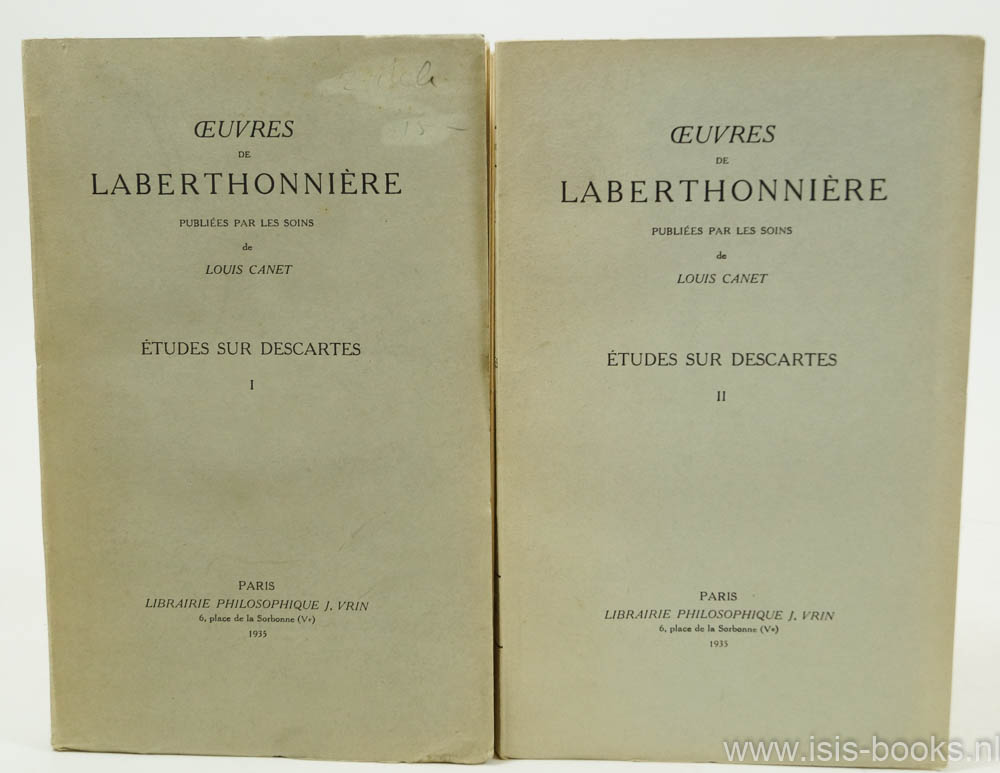 ŒUVRES
DE
LABERTHONNIÈRE
PUBLIÉES PAR LES SOINS
de
LOUIS CANET
ÉTUDES SUR DESCARTES
I
PARIS
LIBRAIRIE PHILOSOPHIQUE J. VRIN
6, place de la Sorbonne (Ve)
1935
ŒUVRES
DE
LABERTHONNIÈRE
PUBLIÉES PAR LES SOINS
de
LOUIS CANET
ÉTUDES SUR DESCARTES
II
PARIS
LIBRAIRIE PHILOSOPHIQUE J. VRIN
6, place de la Sorbonne (Ve)
1935
www.isis-books.nl